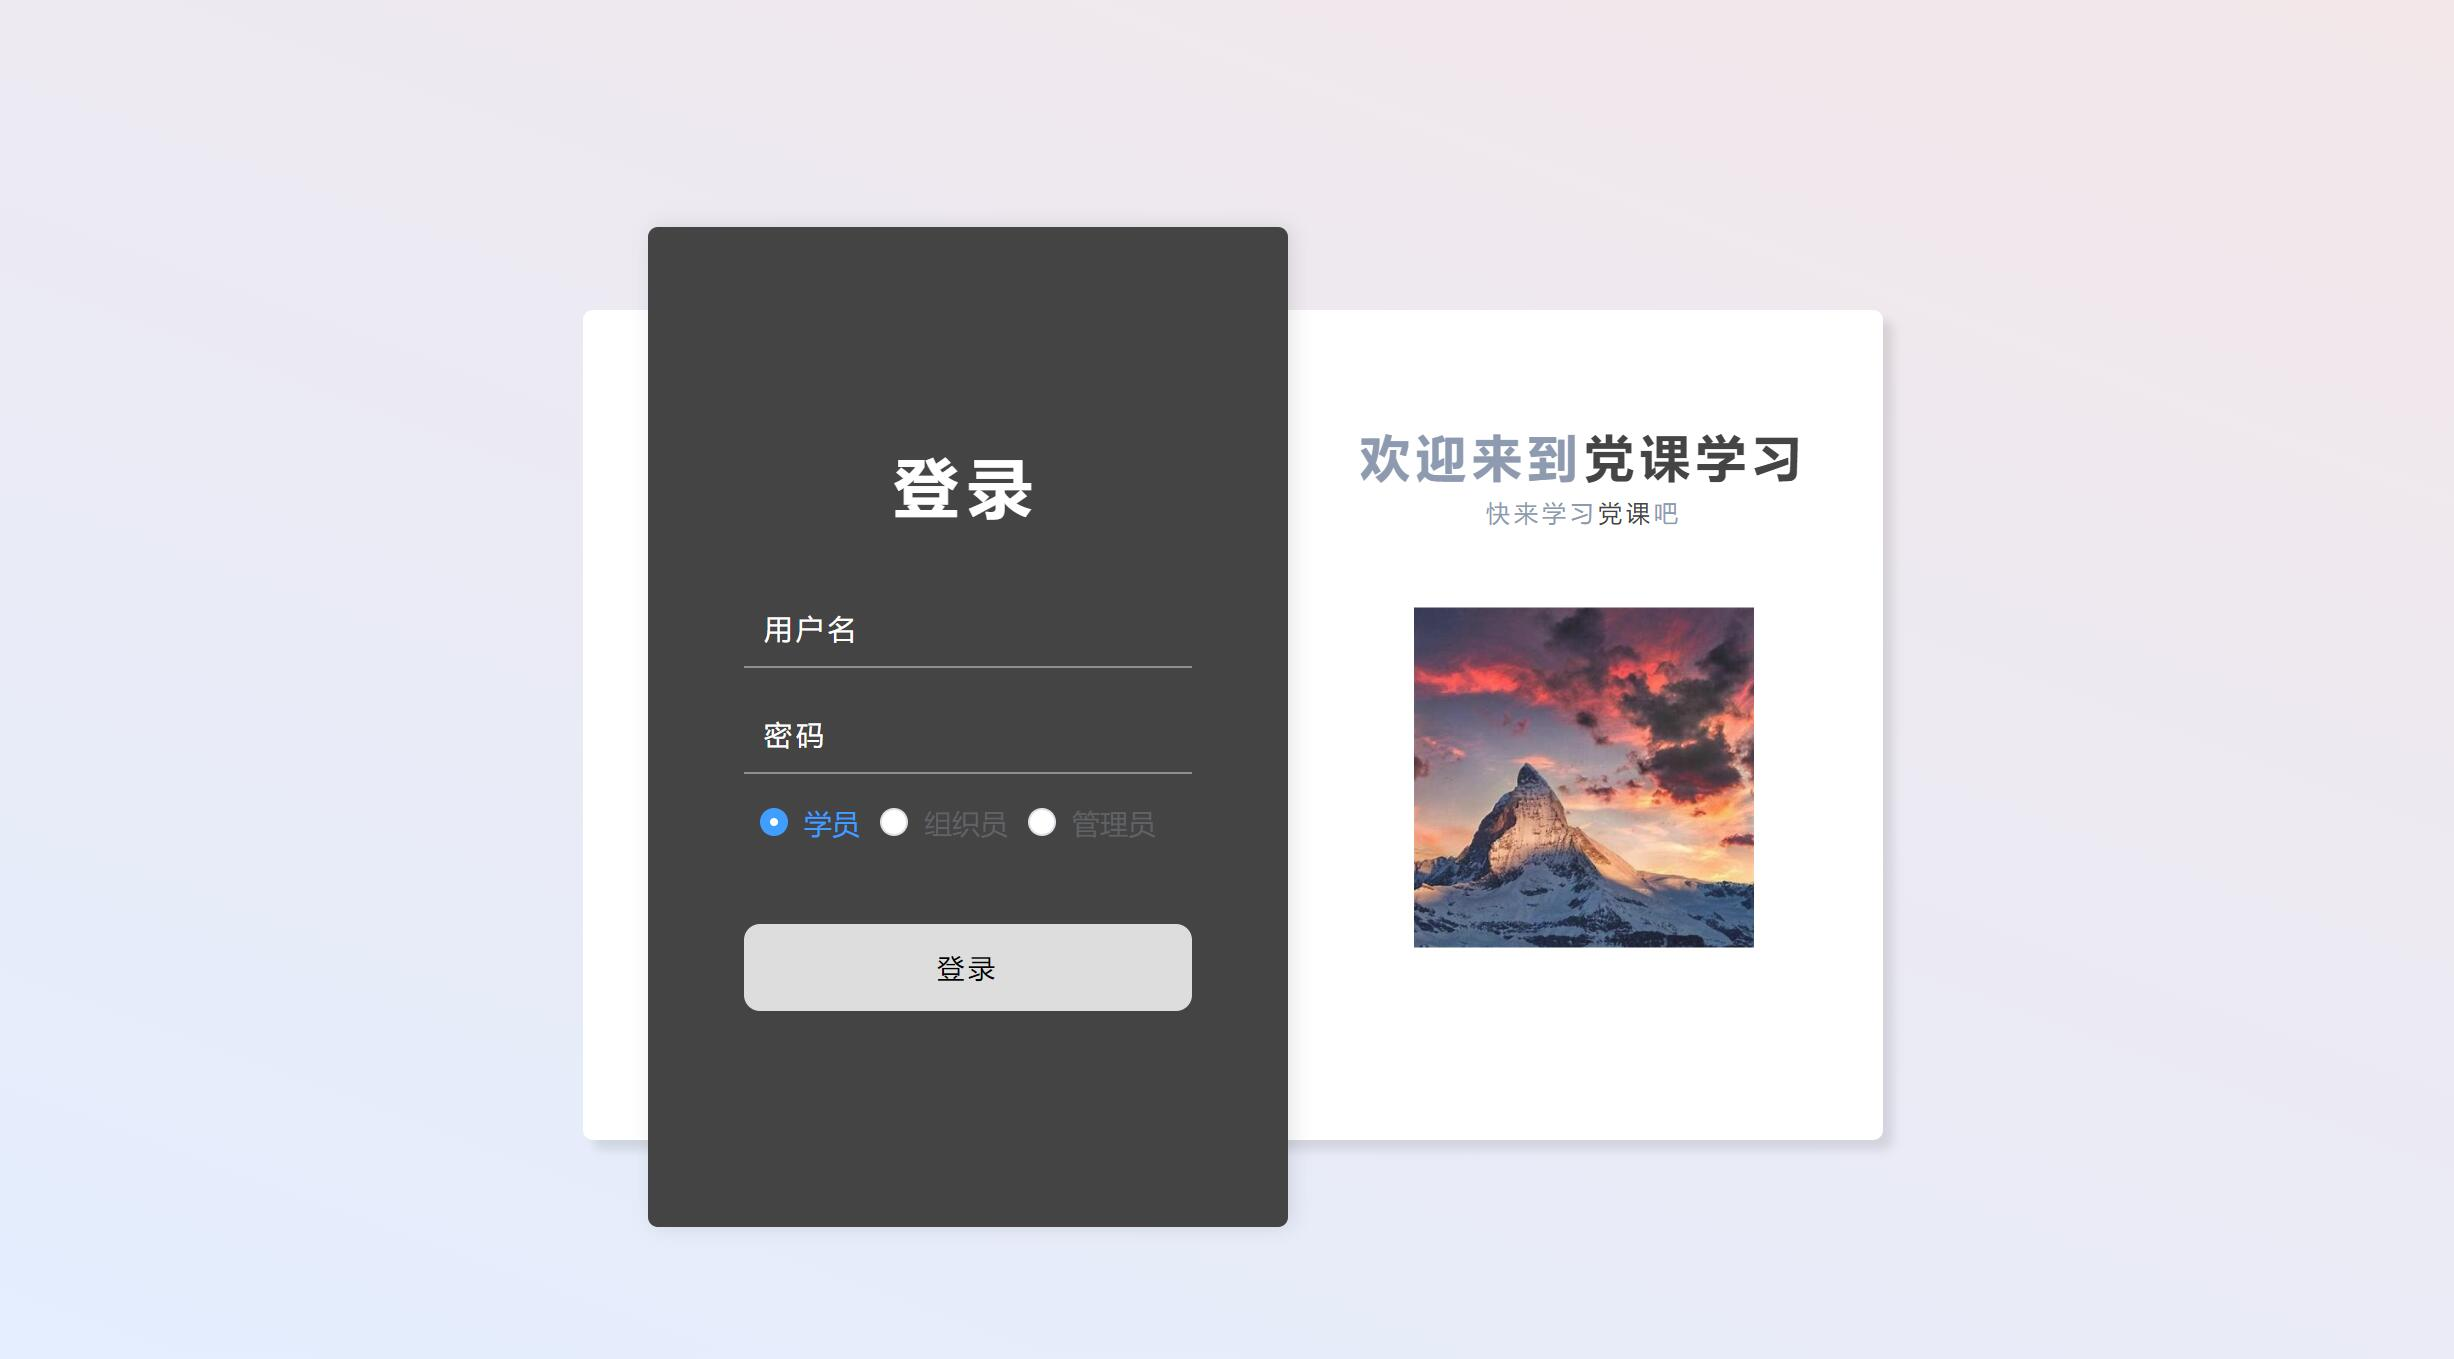 登录
用户名
密码
学员 组织员 管理员
登录
欢迎来到党课学习
快来学习党课吧